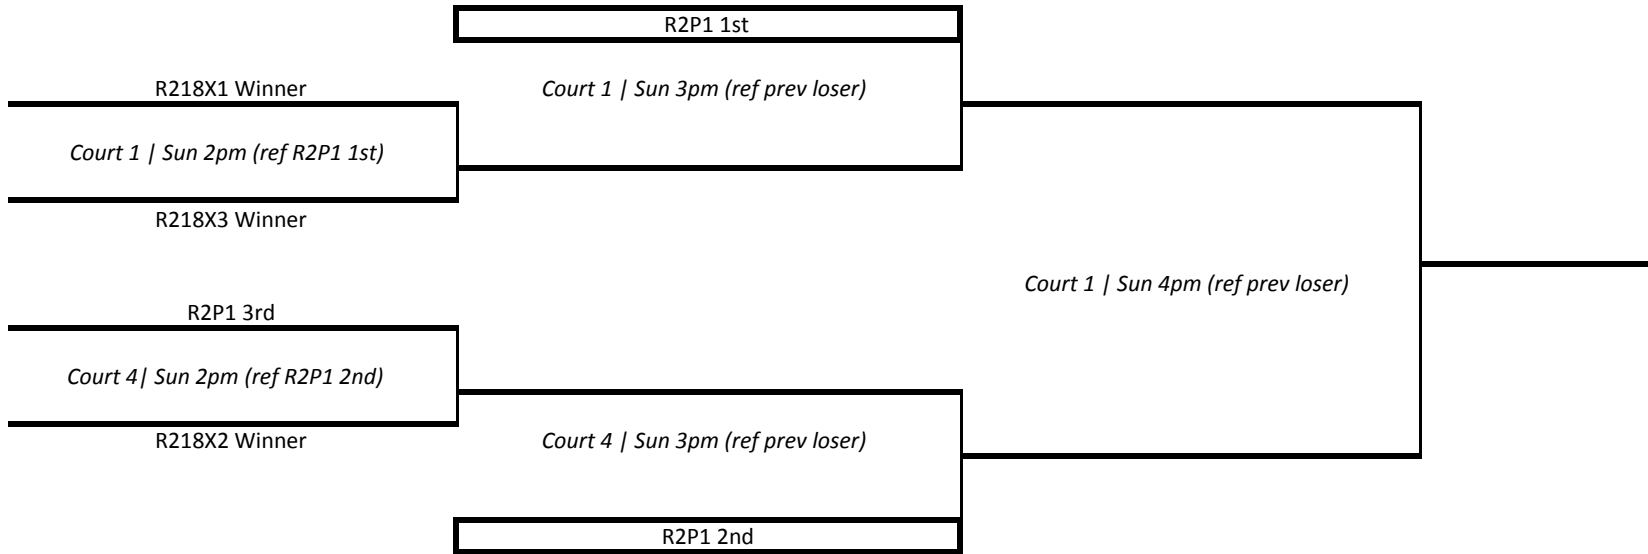 R2P1 1st
R218X1 Winner
Court 1 | Sun 3pm (ref prev loser)
Court 1 | Sun 2pm (ref R2P1 1st)
R218X3 Winner
Court 1 | Sun 4pm (ref prev loser)
R2P1 3rd
Court 4| Sun 2pm (ref R2P1 2nd)
R218X2 Winner
Court 4 | Sun 3pm (ref prev loser)
R2P1 2nd